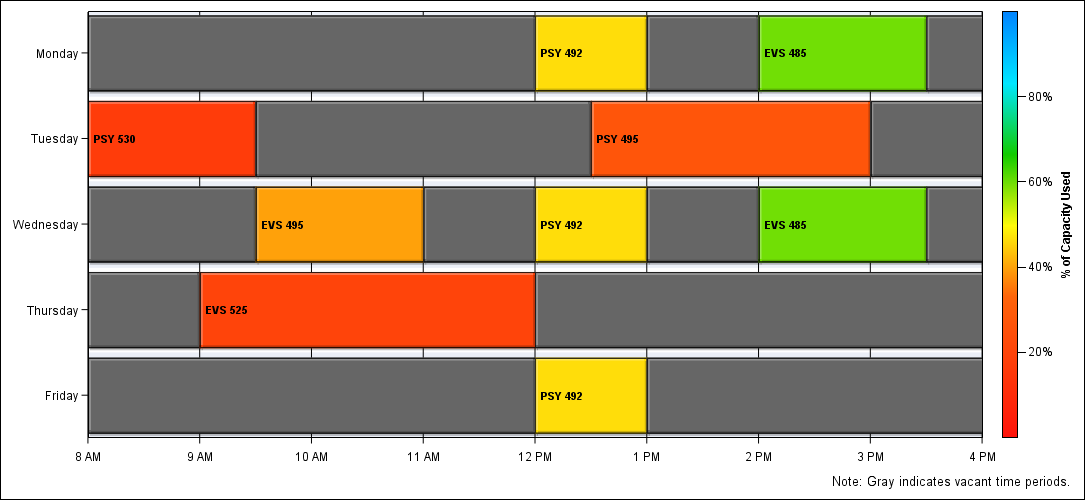 Monday
PSY 492
EVS 485
Tuesday
PSY 530
PSY 495
Wednesday
EVS 495
PSY 492
EVS 485
Thursday
EVS 525
Friday
PSY 492
8 AM 9 AM 10 AM 11 AM 12 PM 1 PM 2 PM 3 PM 4 PM
80%
60%
40%
20%
% of Capacity Used
Note: Gray indicates vacant time periods.